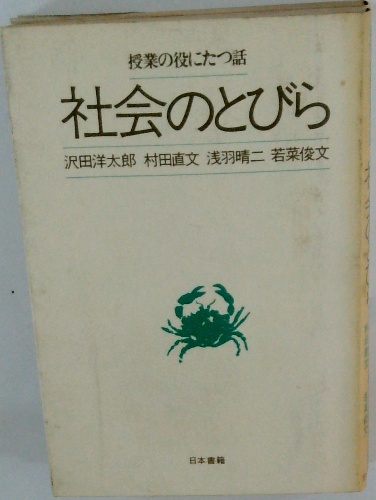 授業の役にたつ話
社会のとびら
沢田洋太郎 村田直文 浅羽晴二 若菜俊文
日本書籍